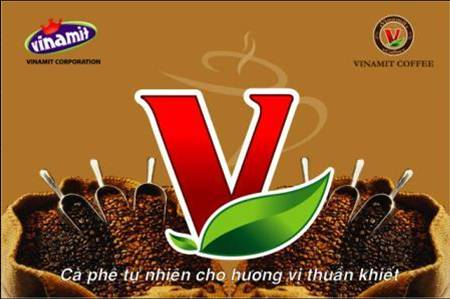 vinamit
VINAMIT CORPORATION
V
VINAMIT COFFEE
V
Cà phê tự nhiên cho hương vị thuần khiết